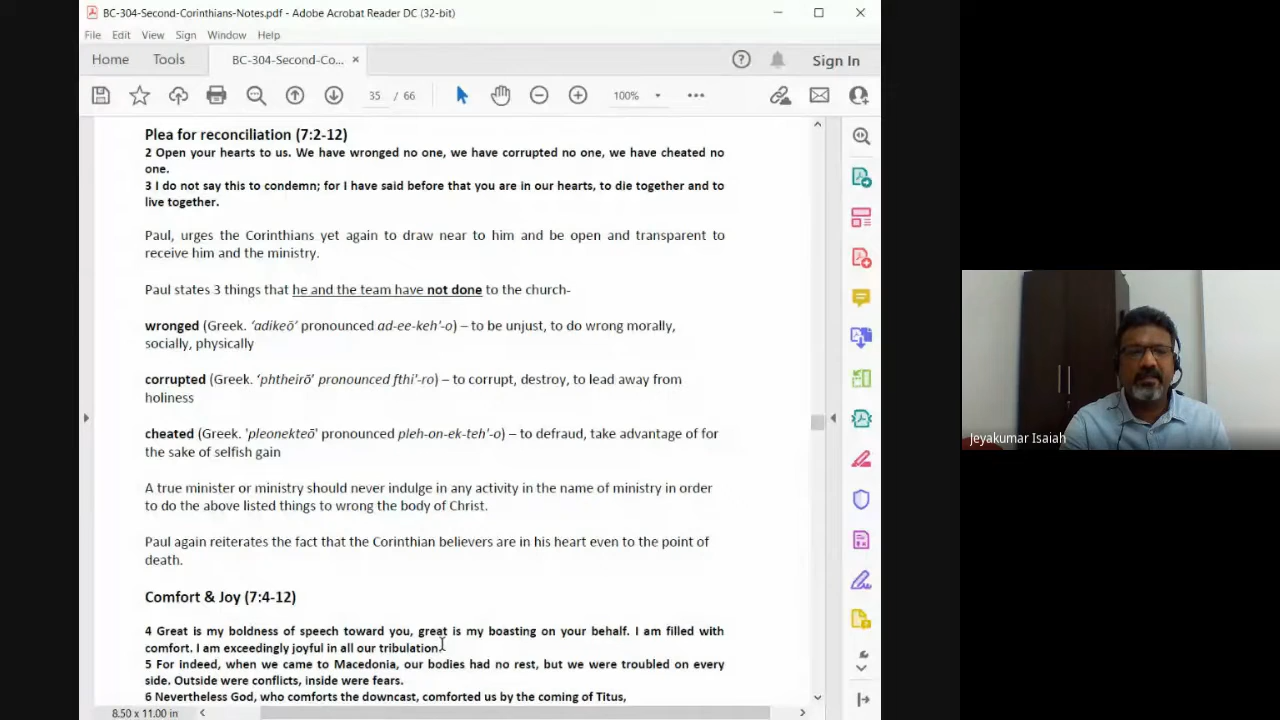 BC-304-Second-Corinthians-Notes.pdf - Adobe Acrobat Reader DC (32-bit)
File Edit View Sign Window Help
Home Tools BC-304-Second-Co... × Sign In
35 / 66 100%
Plea for reconciliation (7:2-12)
2 Open your hearts to us. We have wronged no one, we have corrupted no one, we have cheated no
one.
3 I do not say this to condemn; for I have said before that you are in our hearts, to die together and to
live together.
Paul, urges the Corinthians yet again to draw near to him and be open and transparent to
receive him and the ministry.
Paul states 3 things that he and the team have not done to the church-
wronged (Greek. ‘adikeō’ pronounced ad-ee-keh'-o) – to be unjust, to do wrong morally,
socially, physically
corrupted (Greek. ‘phtheirō’ pronounced fthi'-ro) – to corrupt, destroy, to lead away from
holiness
cheated (Greek. 'pleonekteō' pronounced pleh-on-ek-teh'-o) – to defraud, take advantage of for
the sake of selfish gain
A true minister or ministry should never indulge in any activity in the name of ministry in order
to do the above listed things to wrong the body of Christ.
Paul again reiterates the fact that the Corinthian believers are in his heart even to the point of
death.
Comfort & Joy (7:4-12)
4 Great is my boldness of speech toward you, great is my boasting on your behalf. I am filled with
comfort. I am exceedingly joyful in all our tribulation.
5 For indeed, when we came to Macedonia, our bodies had no rest, but we were troubled on every
side. Outside were conflicts, inside were fears.
6 Nevertheless God, who comforts the downcast, comforted us by the coming of Titus,
8.50 x 11.00 in
Jeyakumar Isaiah